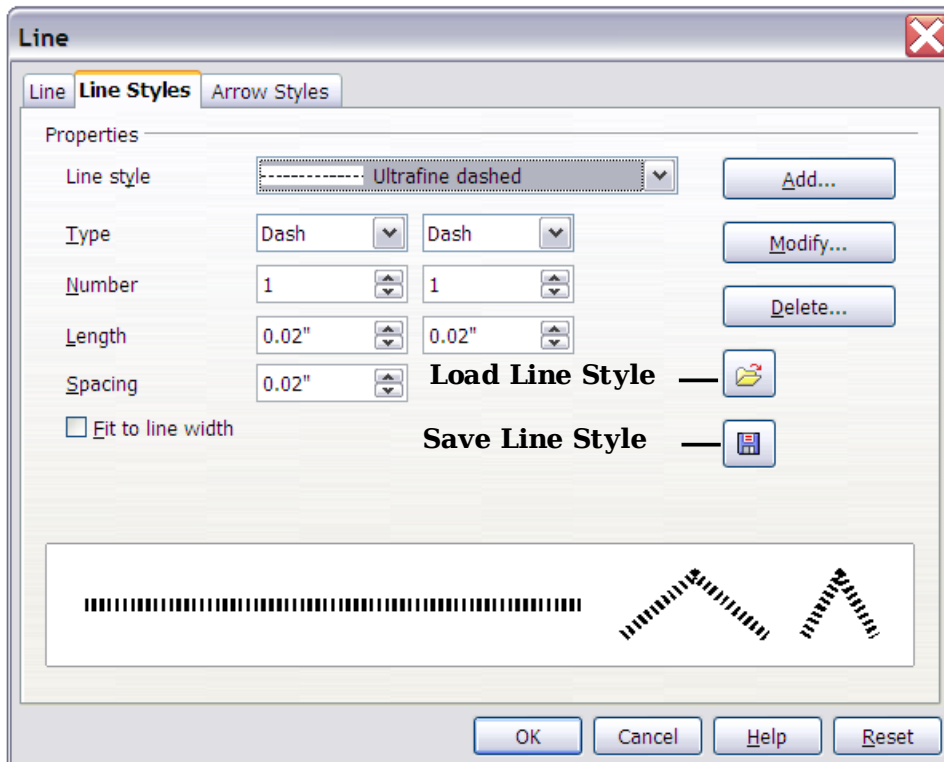 Line
Line Line Styles Arrow Styles
Properties
Line style Ultrafine dashed Add...
Type Dash Dash Modify...
Number 1 1
Delete...
Length 0.02" 0.02"
Spacing 0.02" Load Line Style
Fit to line width Save Line Style
OK Cancel Help Reset